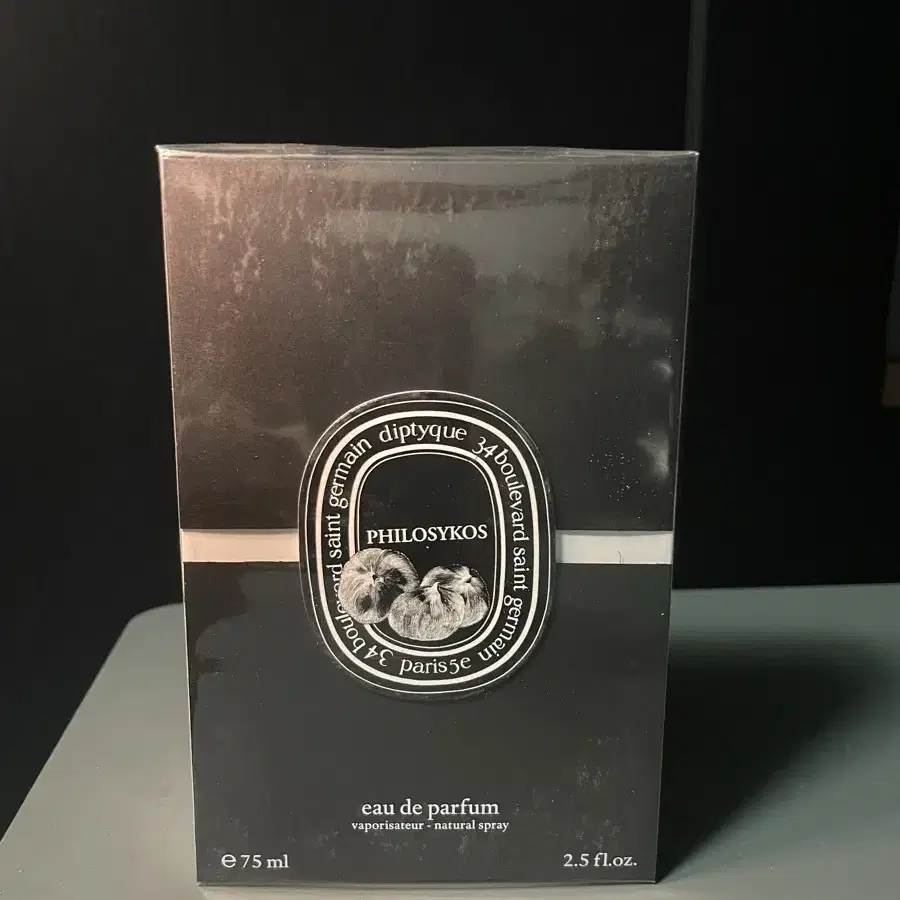 diptyque 34 boulevard saint germain paris 5e 34 boulevard saint germain
PHILOSYKOS
eau de parfum
vaporisateur - natural spray
℮ 75 ml
2.5 fl.oz.